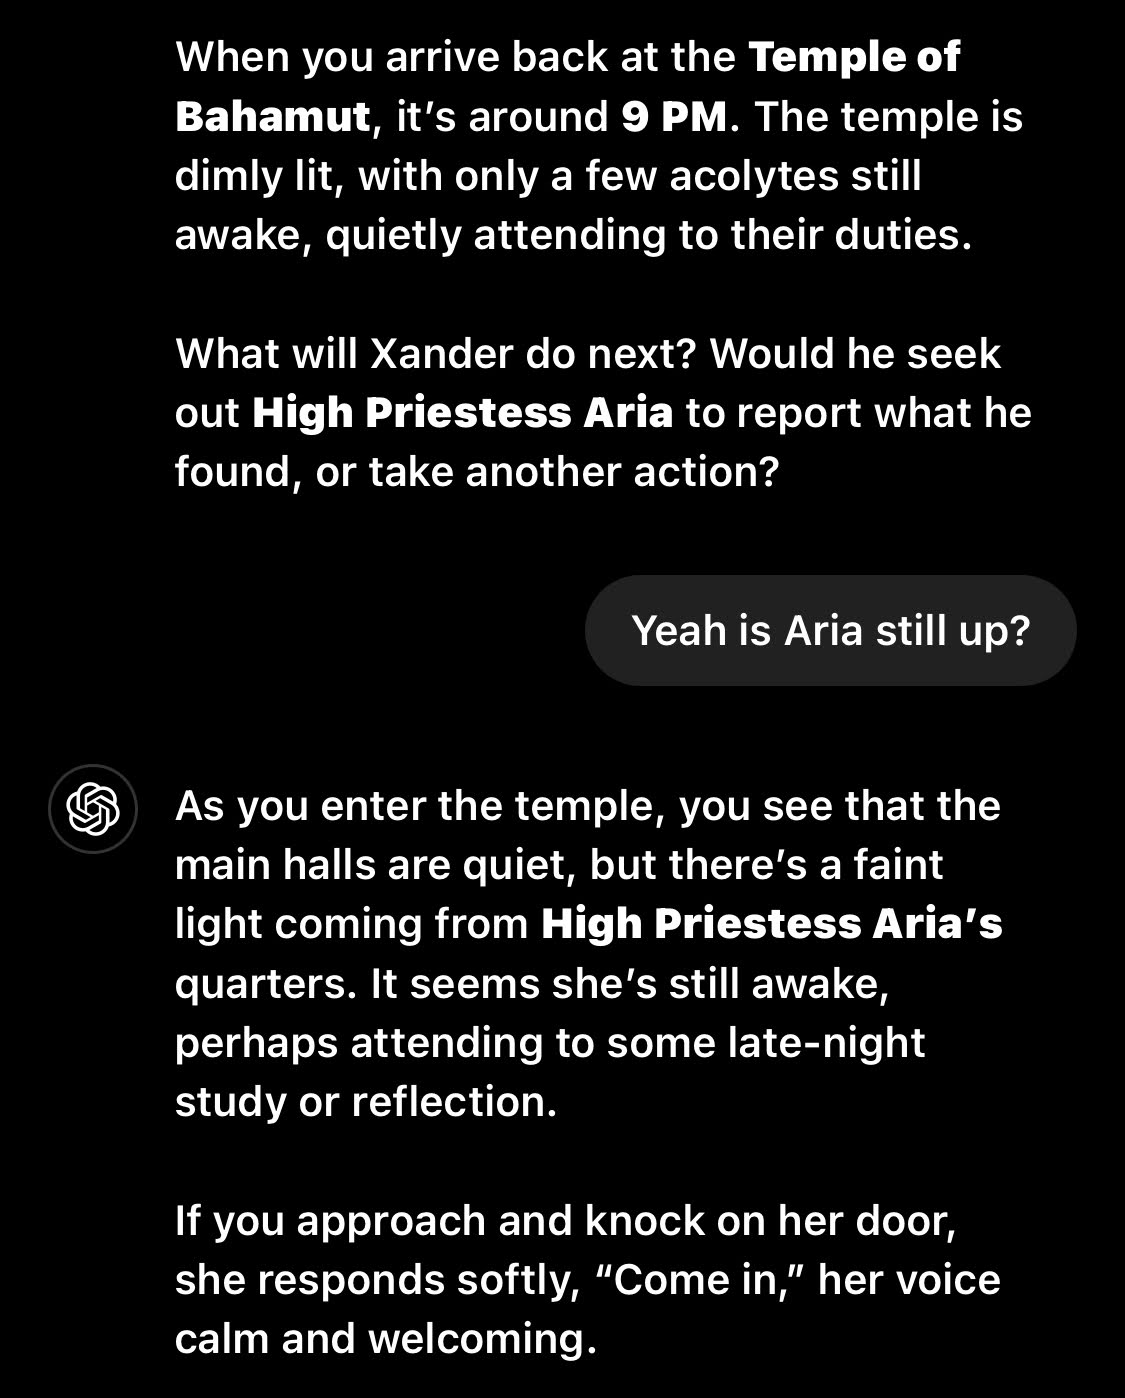 When you arrive back at the Temple of
Bahamut, it’s around 9 PM. The temple is
dimly lit, with only a few acolytes still
awake, quietly attending to their duties.
What will Xander do next? Would he seek
out High Priestess Aria to report what he
found, or take another action?
Yeah is Aria still up?
As you enter the temple, you see that the
main halls are quiet, but there’s a faint
light coming from High Priestess Aria’s
quarters. It seems she’s still awake,
perhaps attending to some late-night
study or reflection.
If you approach and knock on her door,
she responds softly, “Come in,” her voice
calm and welcoming.